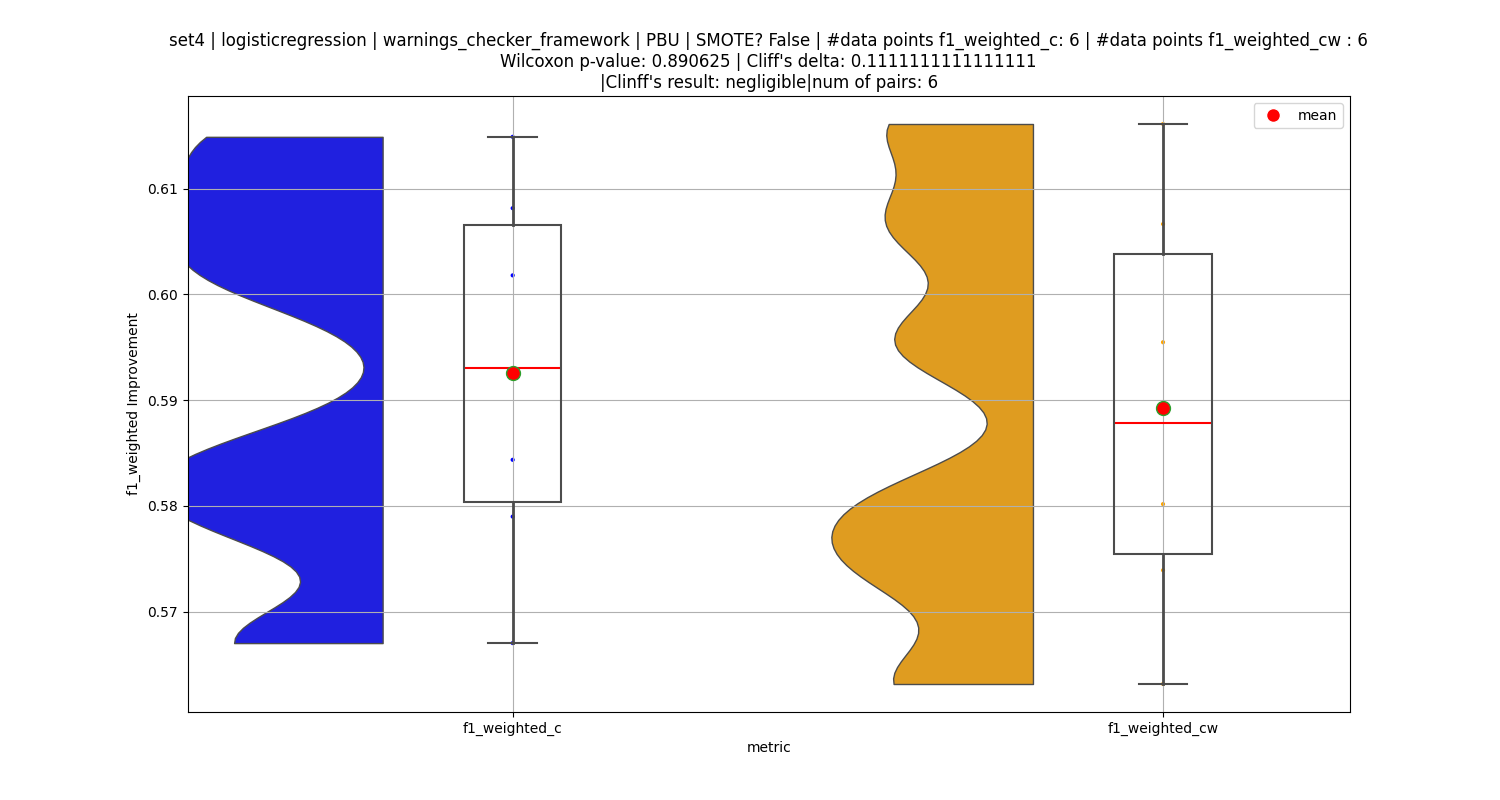 set4 | logisticregression | warnings_checker_framework | PBU | SMOTE? False | #data points f1_weighted_c: 6 | #data points f1_weighted_cw : 6
Wilcoxon p-value: 0.890625 | Cliff's delta: 0.1111111111111111
|Clinff's result: negligible|num of pairs: 6
mean
0.61
0.60
0.59
0.58
0.57
f1_weighted Improvement
f1_weighted_c
f1_weighted_cw
metric